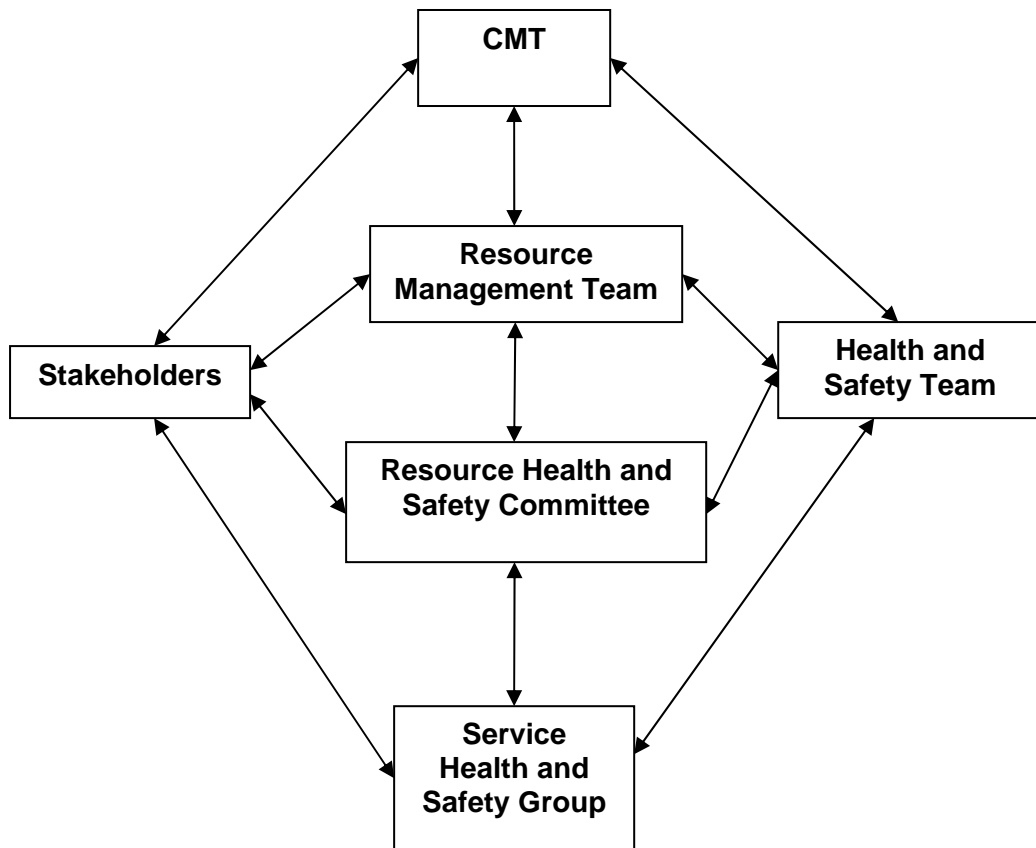 CMT
Resource
Management Team
Stakeholders
Health and
Safety Team
Resource Health and
Safety Committee
Service
Health and
Safety Group